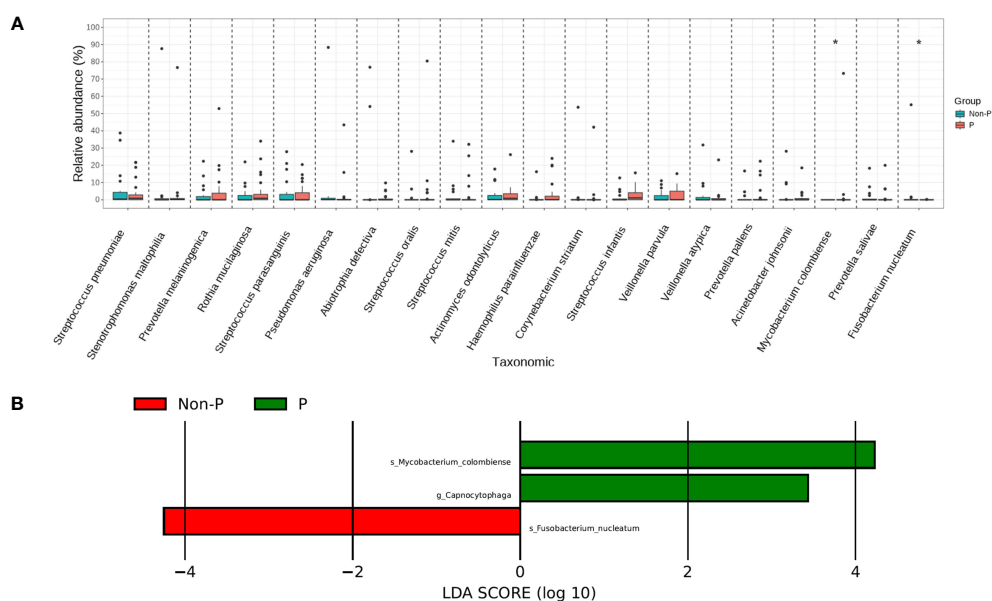 A
Relative abundance (%)
100
90
80
70
60
50
40
30
20
10
0
*
*
Group
Non-P
P
Streptococcus pneumoniae
Stenotrophomonas maltophilia
Prevotella melaninogenica
Rothia mucilaginosa
Streptococcus parasanguinis
Pseudomonas aeruginosa
Abiotrophia defectiva
Streptococcus oralis
Streptococcus mitis
Actinomyces odontolyticus
Haemophilus parainfluenzae
Corynebacterium striatum
Streptococcus infantis
Veillonella parvula
Veillonella atypica
Prevotella pallens
Acinetobacter johnsonii
Mycobacterium colombiense
Prevotella salivae
Fusobacterium nucleatum
Taxonomic
B
Non-P
P
s_Mycobacterium_colombiense
g_Capnocytophaga
s_Fusobacterium_nucleatum
−4
−2
0
2
4
LDA SCORE (log 10)